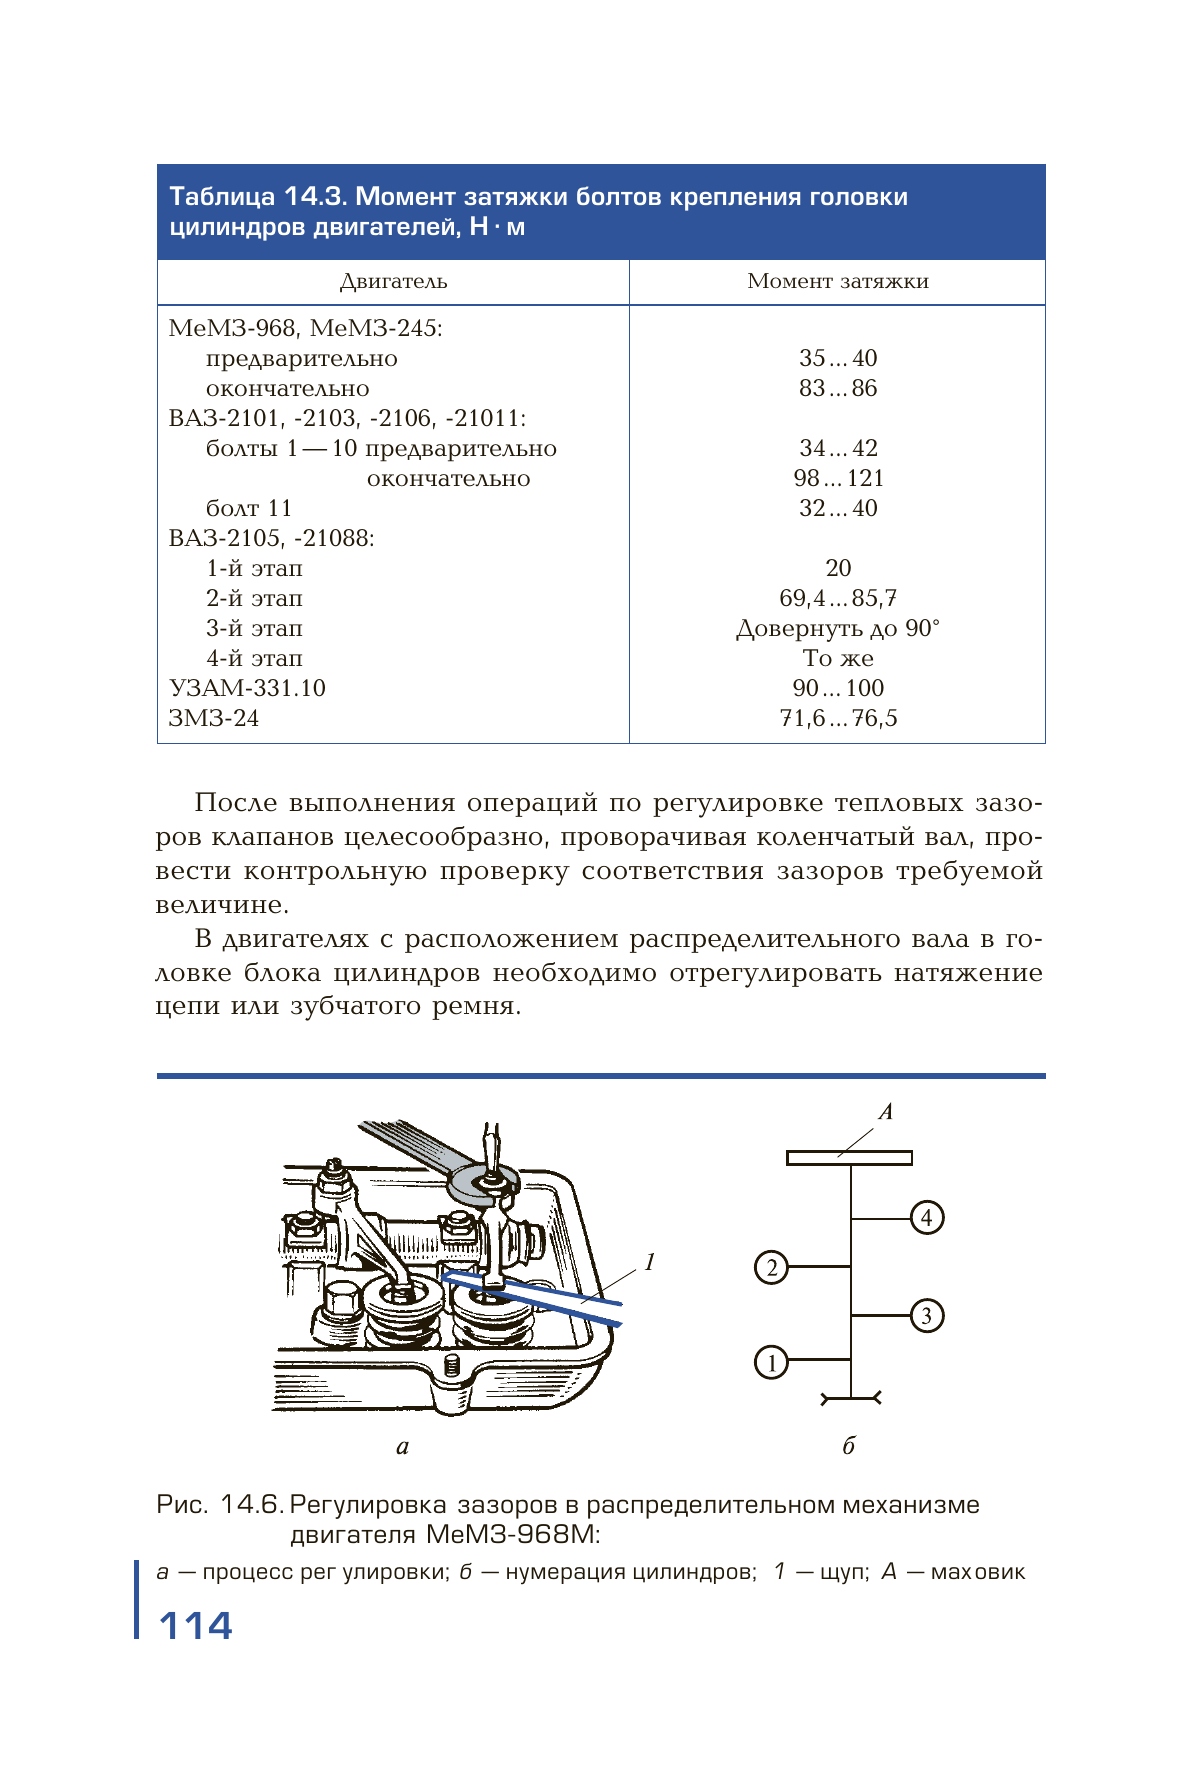 Таблица 14.3. Момент затяжки болтов крепления головки
цилиндров двигателей, Н · м
Двигатель Момент затяжки
МеМЗ-968, МеМЗ-245:
предварительно 35 ... 40
окончательно 83 ... 86
ВАЗ-2101, -2103, -2106, -21011:
болты 1 — 10 предварительно 34 ... 42
окончательно 98 ... 121
болт 11 32 ... 40
ВАЗ-2105, -21088:
1-й этап 20
2-й этап 69,4 ... 85,7
3-й этап Довернуть до 90°
4-й этап То же
УЗАМ-331.10 90 ... 100
ЗМЗ-24 71,6 ... 76,5
После выполнения операций по регулировке тепловых зазо-
ров клапанов целесообразно, проворачивая коленчатый вал, про-
вести контрольную проверку соответствия зазоров требуемой
величине.
В двигателях с расположением распределительного вала в го-
ловке блока цилиндров необходимо отрегулировать натяжение
цепи или зубчатого ремня.
А
4
1
2
3
1
а
б
Рис. 14.6. Регулировка зазоров в распределительном механизме
двигателя МеМЗ-968М:
а — процесс рег улировки; б — нумерация цилиндров; 1 — щуп; А — маховик
114